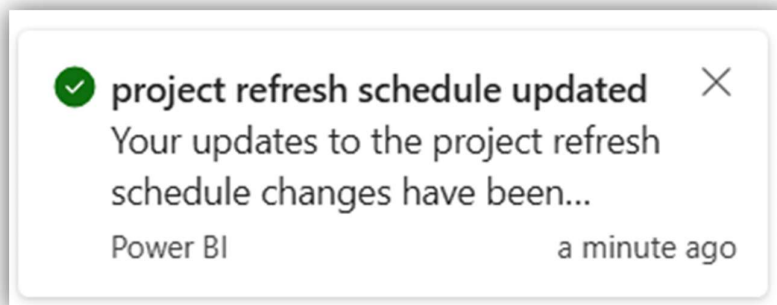 project refresh schedule updated
Your updates to the project refresh
schedule changes have been...
Power BI
a minute ago